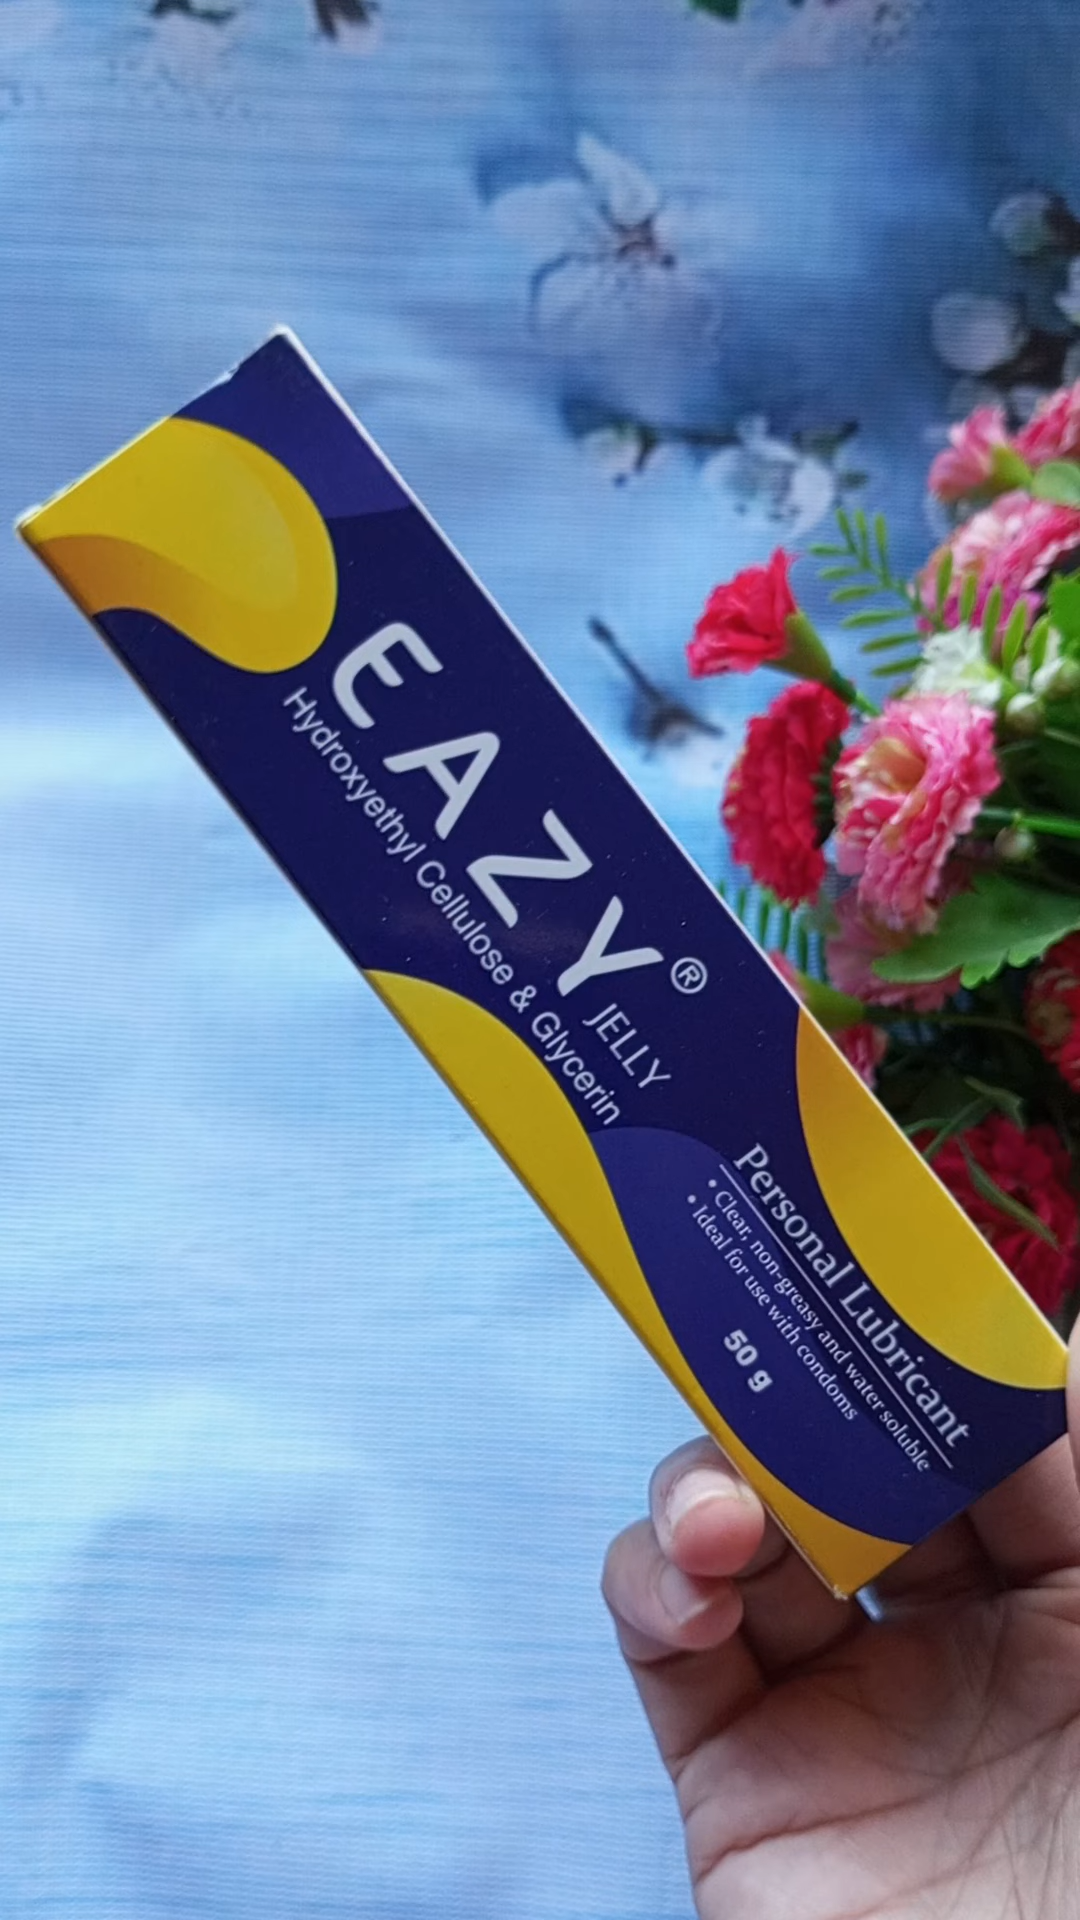 EAZY® JELLY
Hydroxyethyl Cellulose & Glycerin
Personal Lubricant
• Clear, non-greasy and water soluble
• Ideal for use with condoms
50 g